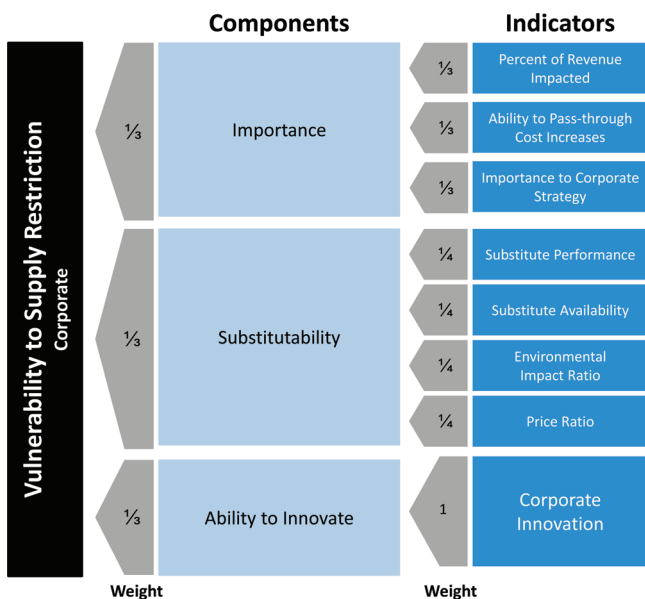 Components
Indicators
Vulnerability to Supply Restriction
Corporate
⅓
Importance
⅓
Percent of Revenue
Impacted
⅓
Ability to Pass-through
Cost Increases
⅓
Importance to Corporate
Strategy
⅓
Substitutability
¼
Substitute Performance
¼
Substitute Availability
¼
Environmental
Impact Ratio
¼
Price Ratio
⅓
Ability to Innovate
1
Corporate
Innovation
Weight
Weight